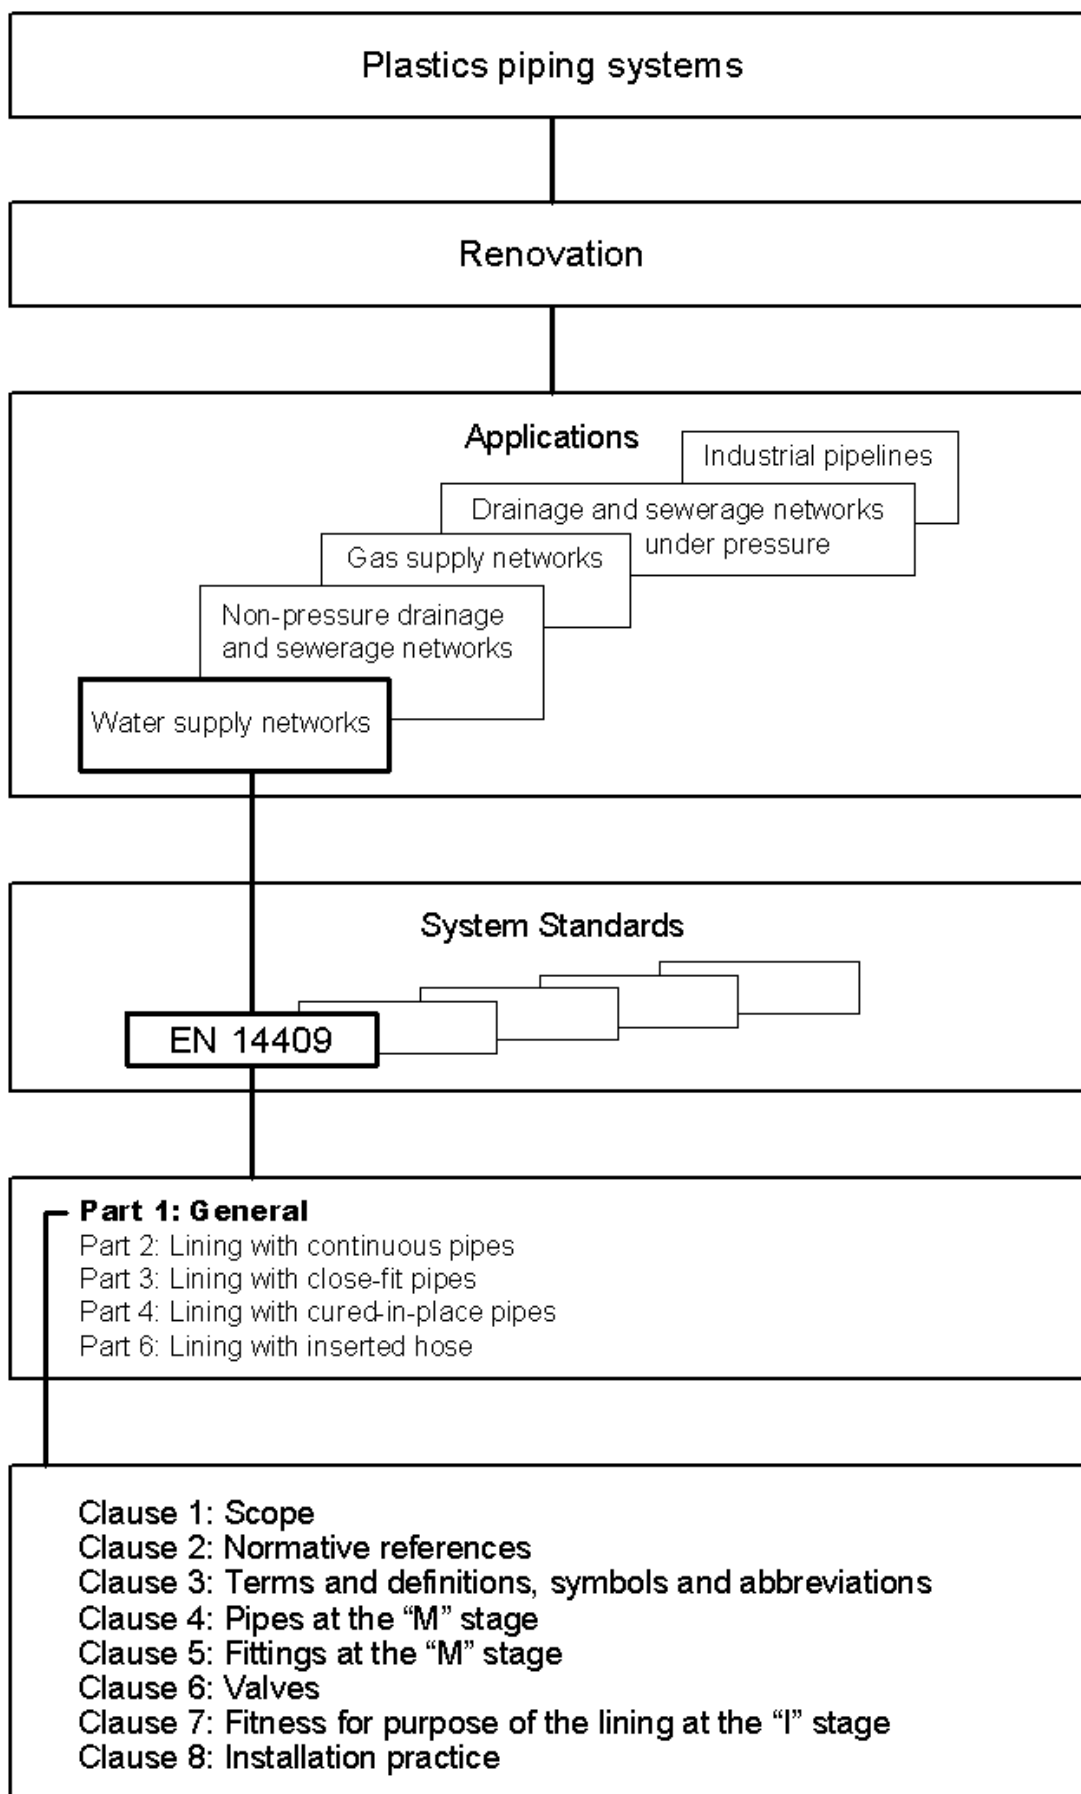 Plastics piping systems
Renovation
Applications
Industrial pipelines
Drainage and sewerage networks
under pressure
Gas supply networks
Non-pressure drainage
and sewerage networks
Water supply networks
System Standards
EN 14409
Part 1: General
Part 2: Lining with continuous pipes
Part 3: Lining with close-fit pipes
Part 4: Lining with cured-in-place pipes
Part 6: Lining with inserted hose
Clause 1: Scope
Clause 2: Normative references
Clause 3: Terms and definitions, symbols and abbreviations
Clause 4: Pipes at the “M” stage
Clause 5: Fittings at the “M” stage
Clause 6: Valves
Clause 7: Fitness for purpose of the lining at the “I” stage
Clause 8: Installation practice